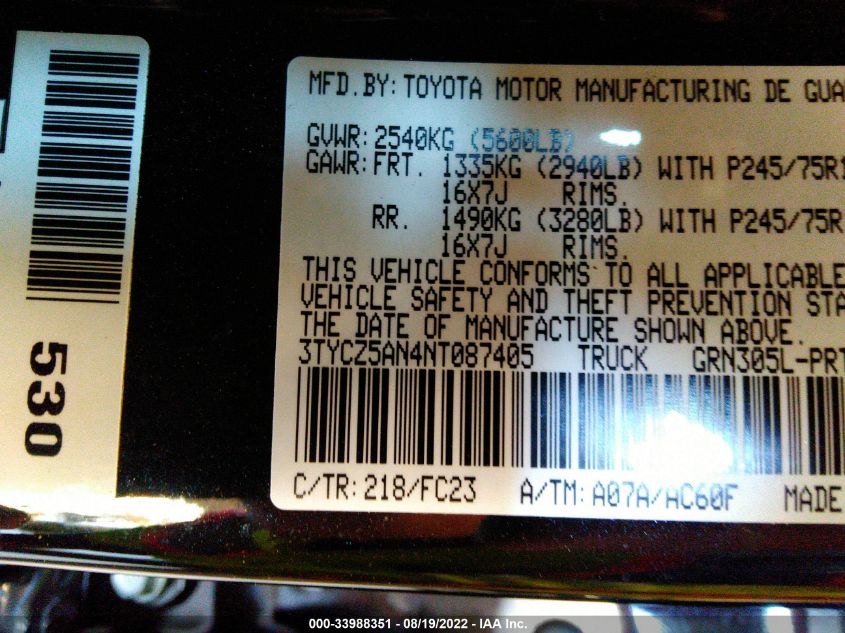 530
MFD.BY: TOYOTA MOTOR MANUFACTURING DE GUA
GVWR: 2540KG (5600LB)
GAWR: FRT. 1335KG (2940LB) WITH P245/75R1
16X7J RIMS.
RR. 1490KG (3280LB) WITH P245/75R
16X7J RIMS.
THIS VEHICLE CONFORMS TO ALL APPLICABLE
VEHICLE SAFETY AND THEFT PREVENTION STA
THE DATE OF MANUFACTURE SHOWN ABOVE.
3TYCZ5AN4NT087405 TRUCK GRN305L-PRT
C/TR: 218/FC23 A/TM: A07A/AC60F MADE
000-33988351 - 08/19/2022 - IAA Inc.